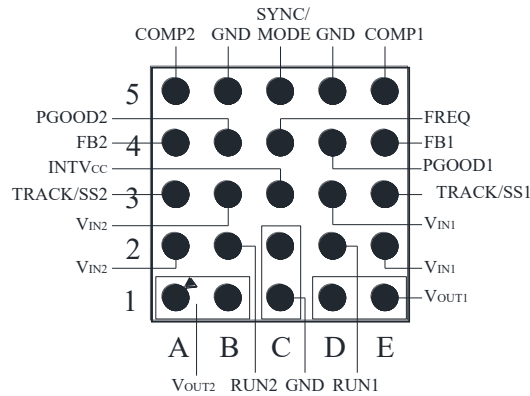 SYNC/
MODE
COMP2 GND GND COMP1
5
PGOOD2 FREQ
4
FB2 FB1
INTVCC PGOOD1
3
TRACK/SS2 TRACK/SS1
VIN2 VIN1
2
VIN2 VIN1
1
VOUT1
A B C D E
VOUT2 RUN2 GND RUN1